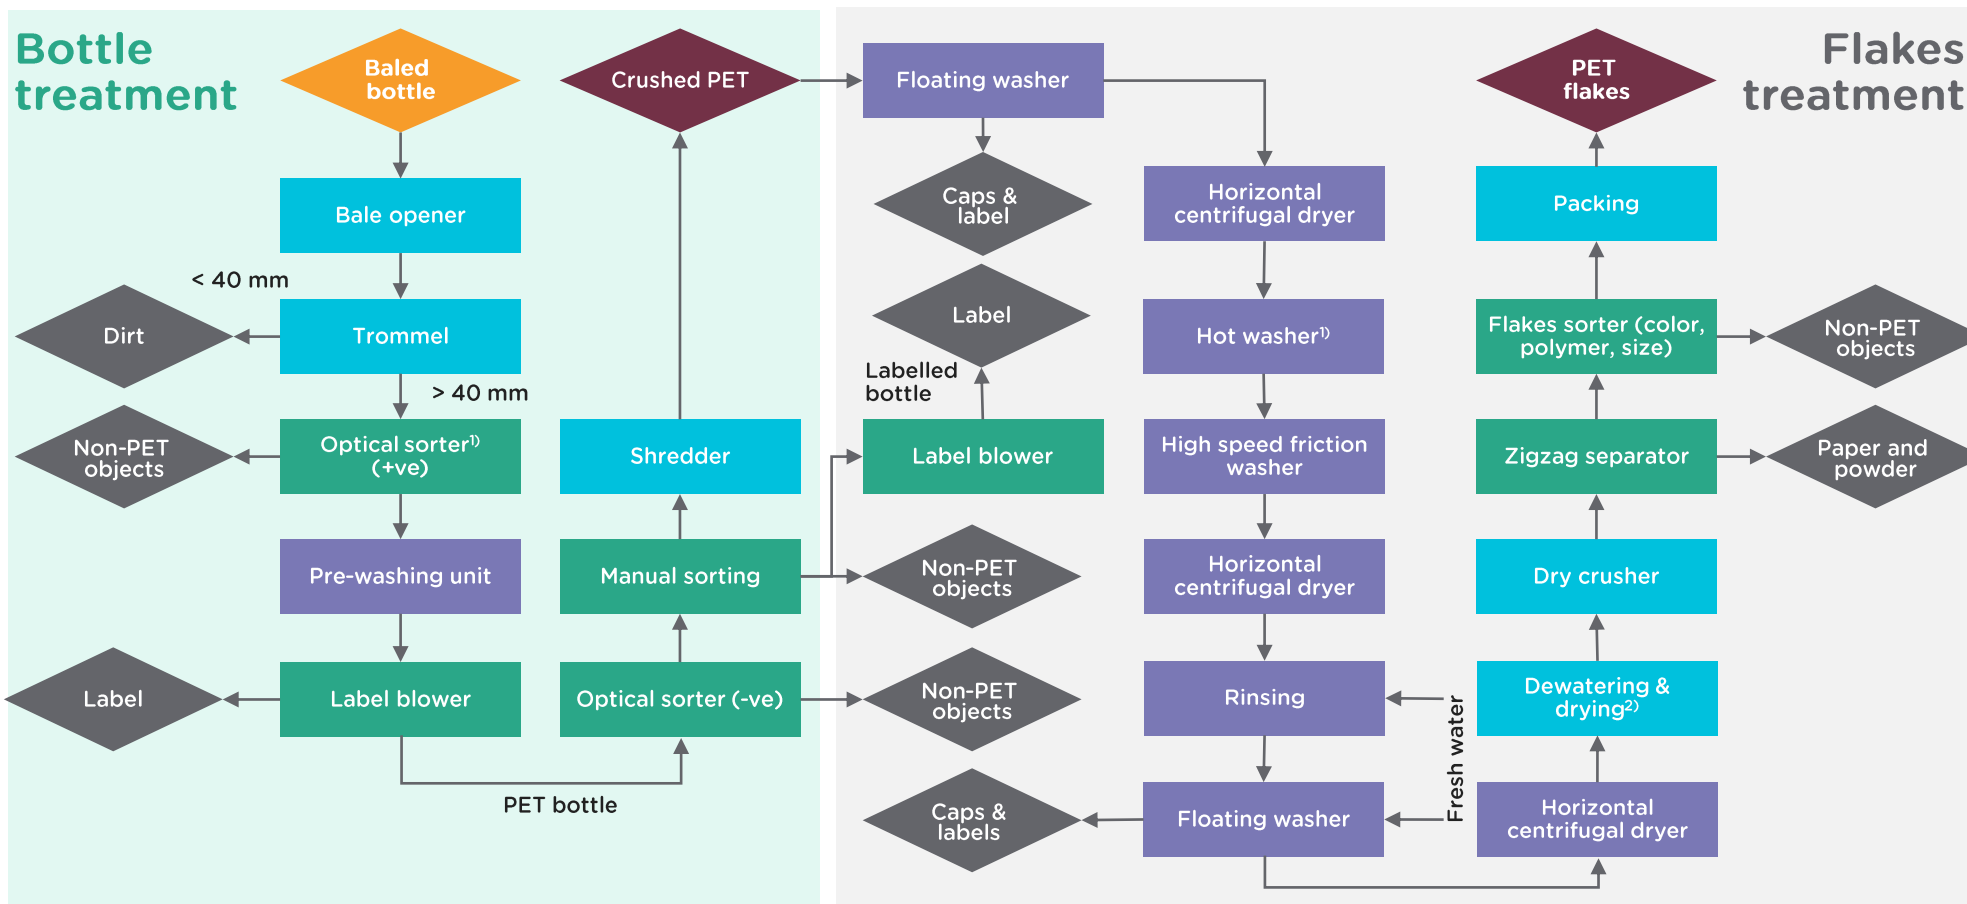 Bottle
treatment
Baled
bottle
Bale opener
< 40 mm
Dirt
Trommel
> 40 mm
Non-PET
objects
Optical sorter¹⁾
(+ve)
Pre-washing unit
Label
Label blower
PET bottle
Crushed PET
Shredder
Manual sorting
Optical sorter (-ve)
Flakes
treatment
Floating washer
Caps &
label
Label
Labelled
bottle
Label blower
Non-PET
objects
Non-PET
objects
Caps &
labels
Horizontal
centrifugal dryer
Hot washer¹⁾
High speed friction
washer
Horizontal
centrifugal dryer
Rinsing
Floating washer
Fresh water
PET
flakes
Packing
Flakes sorter (color,
polymer, size)
Non-PET
objects
Zigzag separator
Paper and
powder
Dry crusher
Dewatering &
drying²⁾
Horizontal
centrifugal dryer